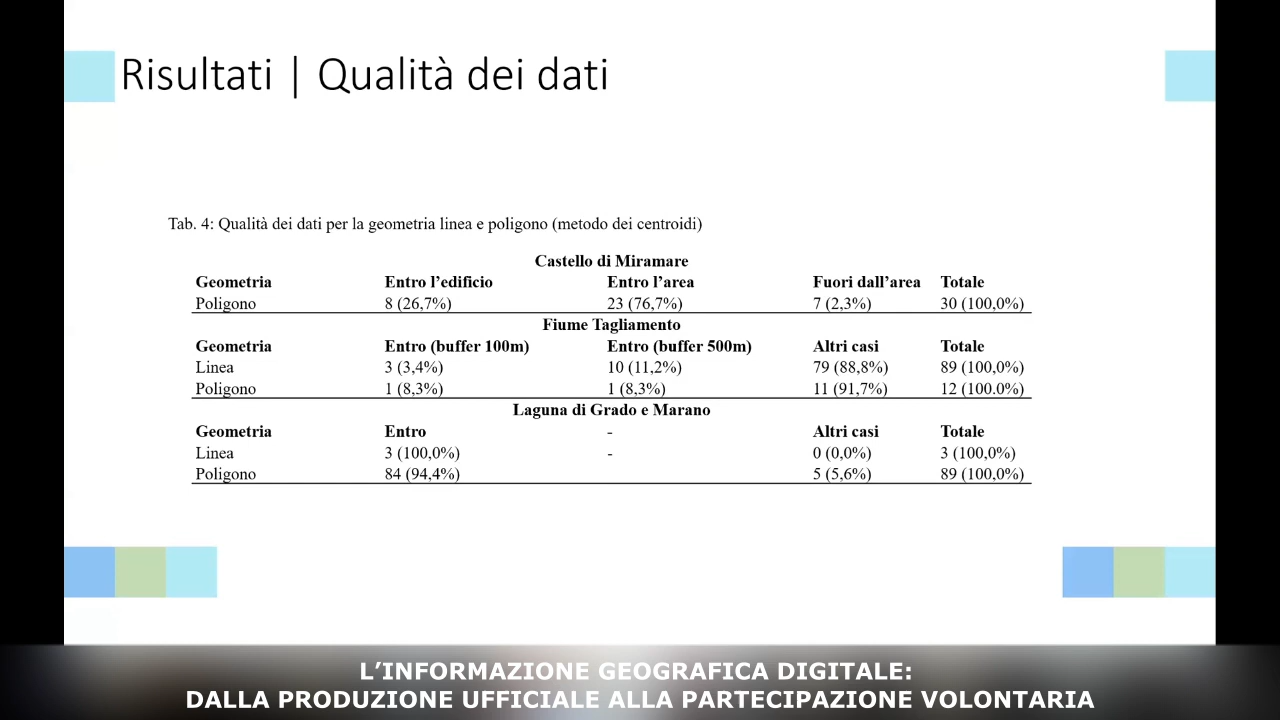 Risultati | Qualità dei dati
Tab. 4: Qualità dei dati per la geometria linea e poligono (metodo dei centroidi)
Castello di Miramare
Geometria Entro l’edificio Entro l’area Fuori dall’area Totale
Poligono 8 (26,7%) 23 (76,7%) 7 (2,3%) 30 (100,0%)
Fiume Tagliamento
Geometria Entro (buffer 100m) Entro (buffer 500m) Altri casi Totale
Linea 3 (3,4%) 10 (11,2%) 79 (88,8%) 89 (100,0%)
Poligono 1 (8,3%) 1 (8,3%) 11 (91,7%) 12 (100.0%)
Laguna di Grado e Marano
Geometria Entro - Altri casi Totale
Linea 3 (100,0%) - 0 (0,0%) 3 (100,0%)
Poligono 84 (94,4%) 5 (5,6%) 89 (100,0%)
L’INFORMAZIONE GEOGRAFICA DIGITALE:
DALLA PRODUZIONE UFFICIALE ALLA PARTECIPAZIONE VOLONTARIA